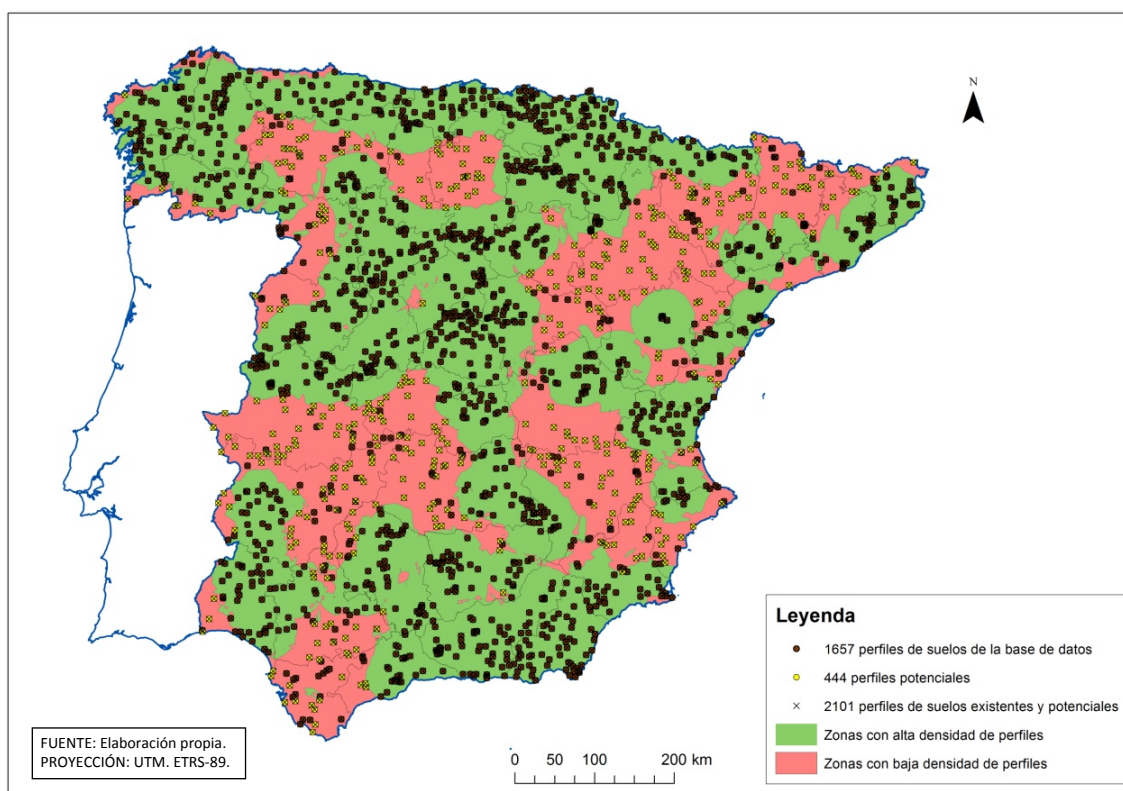 N
Leyenda
1657 perfiles de suelos de la base de datos
444 perfiles potenciales
2101 perfiles de suelos existentes y potenciales
Zonas con alta densidad de perfiles
Zonas con baja densidad de perfiles
FUENTE: Elaboración propia.
PROYECCIÓN: UTM. ETRS-89.
0 50 100 200 km